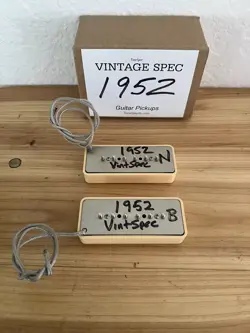 VINTAGE SPEC
1952
Guitar Pickups
1952 N
VintSpec
1952 B
VintSpec